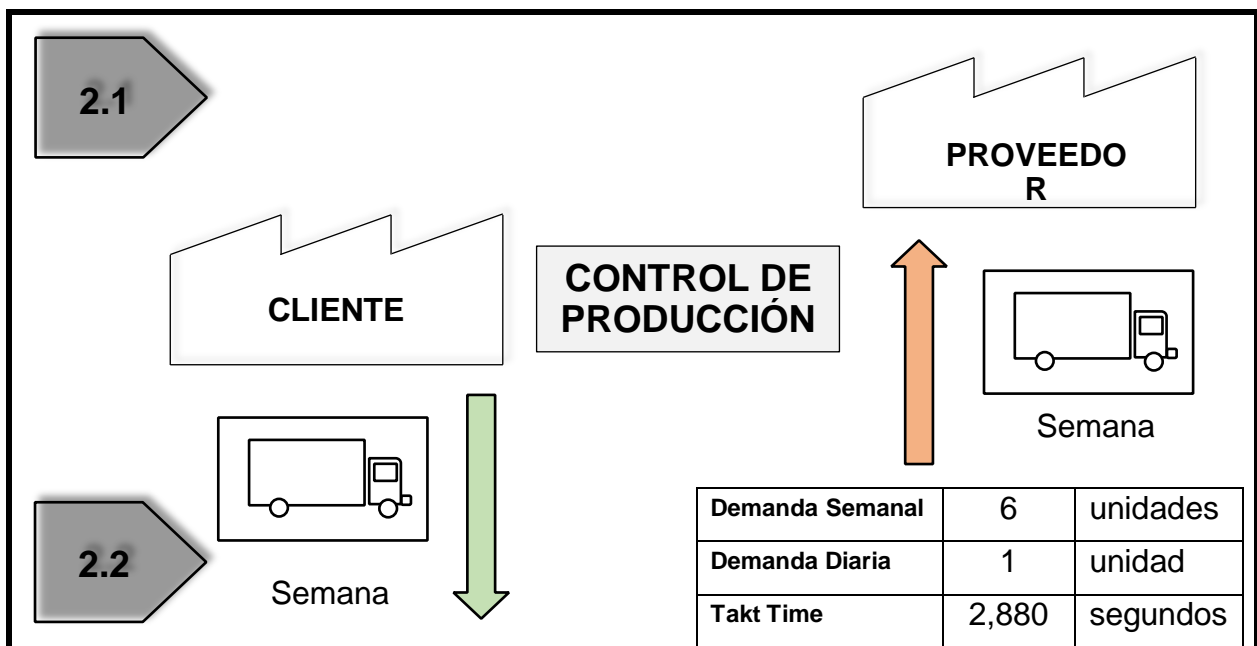 2.1
PROVEEDO
R
CLIENTE
CONTROL DE
PRODUCCIÓN
Semana
Semana
2.2
Demanda Semanal 6 unidades
Demanda Diaria 1 unidad
Takt Time 2,880 segundos